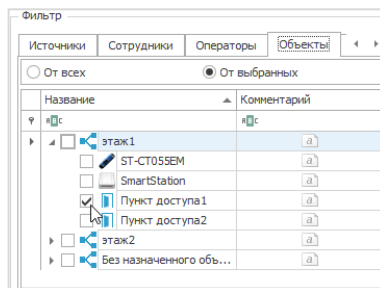 Фильтр
Источники Сотрудники Операторы Объекты
От всех От выбранных
Название Комментарий
этаж1
ST-CT055EM
SmartStation
Пункт доступа1
Пункт доступа2
этаж2
Без назначенного объ...